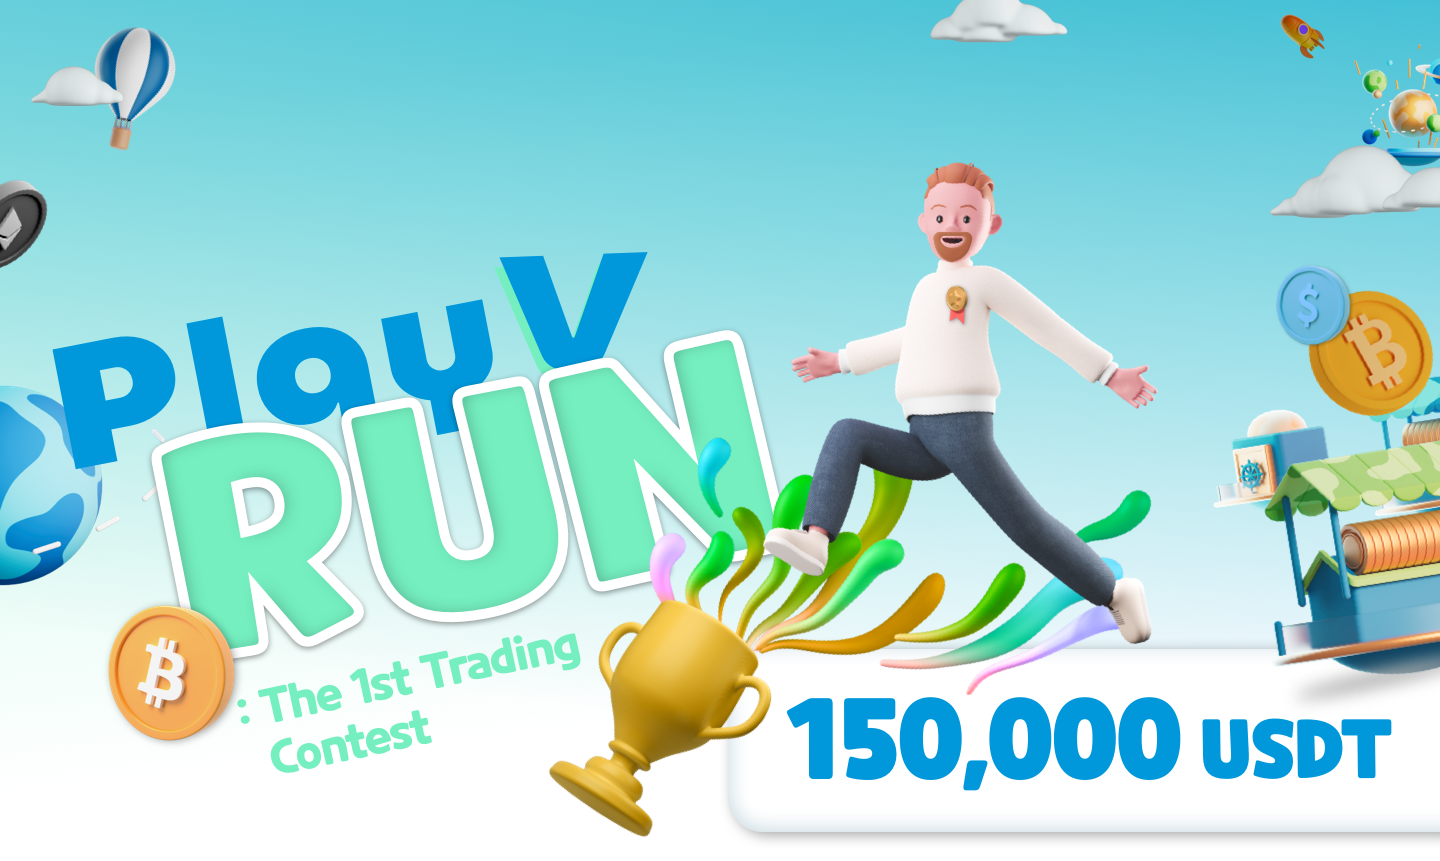 PlayV
RUN
: The 1st Trading
Contest
150,000 USDT